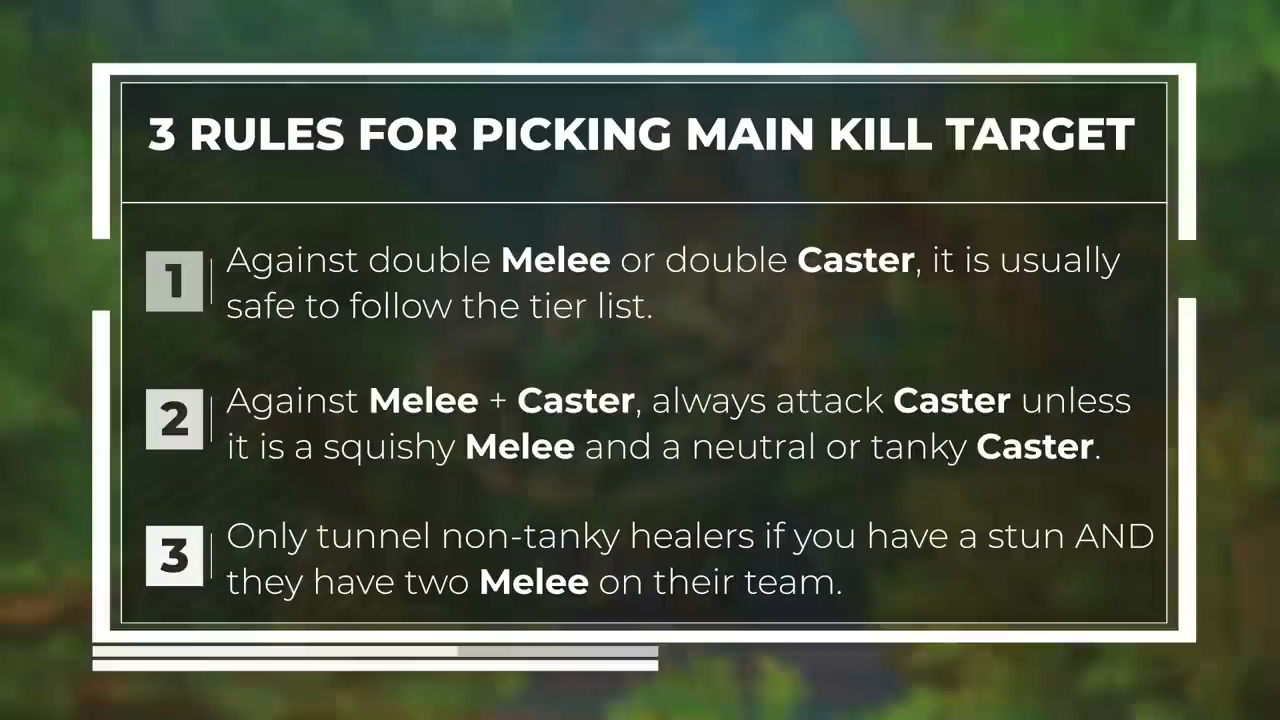 3 RULES FOR PICKING MAIN KILL TARGET
1
Against double Melee or double Caster, it is usually
safe to follow the tier list.
2
Against Melee + Caster, always attack Caster unless
it is a squishy Melee and a neutral or tanky Caster.
3
Only tunnel non-tanky healers if you have a stun AND
they have two Melee on their team.